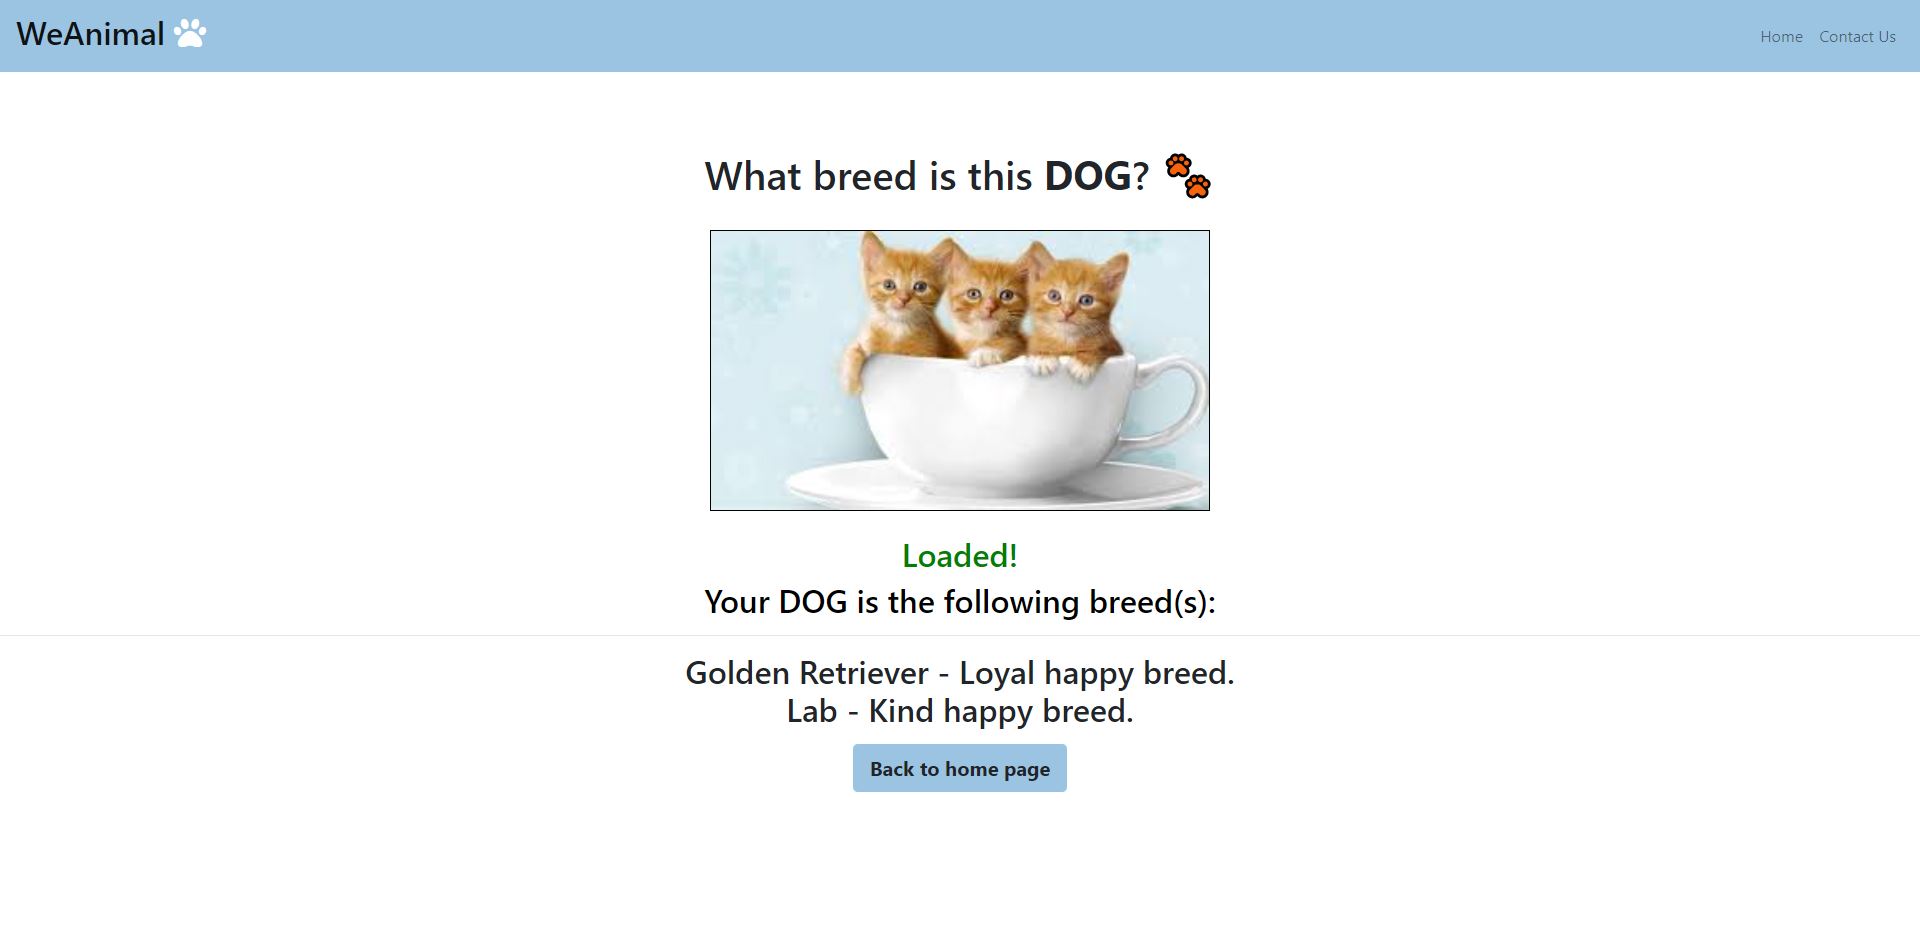 WeAnimal
Home Contact Us
What breed is this DOG?
Loaded!
Your DOG is the following breed(s):
Golden Retriever - Loyal happy breed.
Lab - Kind happy breed.
Back to home page